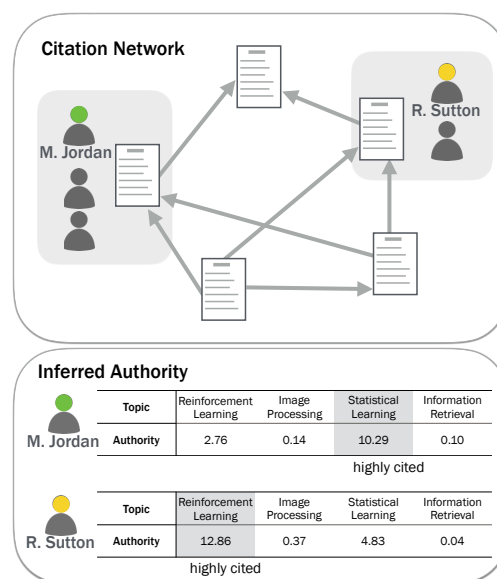 Citation Network
R. Sutton
M. Jordan
Inferred Authority
M. Jordan
Topic Reinforcement Learning Image Processing Statistical Learning Information Retrieval
Authority 2.76 0.14 10.29 0.10
highly cited
R. Sutton
Topic Reinforcement Learning Image Processing Statistical Learning Information Retrieval
Authority 12.86 0.37 4.83 0.04
highly cited